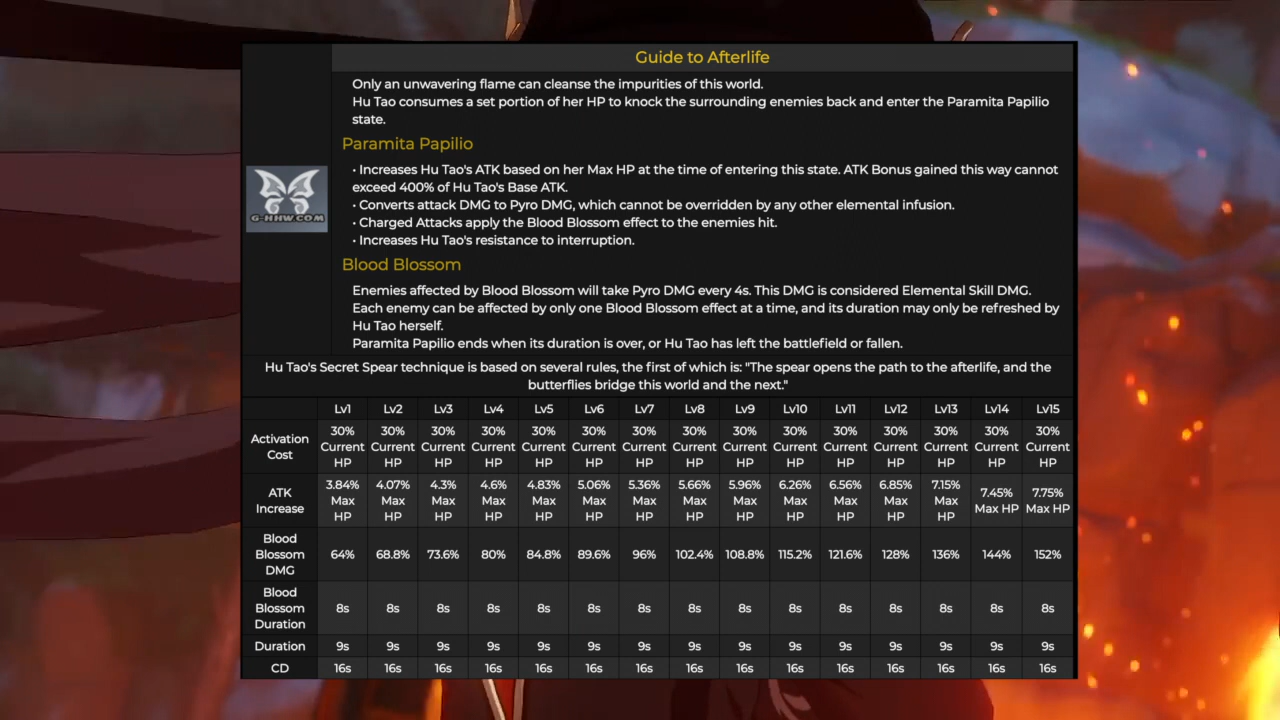 Guide to Afterlife
Only an unwavering flame can cleanse the impurities of this world.
Hu Tao consumes a set portion of her HP to knock the surrounding enemies back and enter the Paramita Papilio
state.
Paramita Papilio
• Increases Hu Tao's ATK based on her Max HP at the time of entering this state. ATK Bonus gained this way cannot
exceed 400% of Hu Tao's Base ATK.
• Converts attack DMG to Pyro DMG, which cannot be overridden by any other elemental infusion.
• Charged Attacks apply the Blood Blossom effect to the enemies hit.
• Increases Hu Tao's resistance to interruption.
G-HHW.COM
Blood Blossom
Enemies affected by Blood Blossom will take Pyro DMG every 4s. This DMG is considered Elemental Skill DMG.
Each enemy can be affected by only one Blood Blossom effect at a time, and its duration may only be refreshed by
Hu Tao herself.
Paramita Papilio ends when its duration is over, or Hu Tao has left the battlefield or fallen.
Hu Tao's Secret Spear technique is based on several rules, the first of which is: "The spear opens the path to the afterlife, and the
butterflies bridge this world and the next."
Lv1 Lv2 Lv3 Lv4 Lv5 Lv6 Lv7 Lv8 Lv9 Lv10 Lv11 Lv12 Lv13 Lv14 Lv15
Activation Cost 30% Current HP 30% Current HP 30% Current HP 30% Current HP 30% Current HP 30% Current HP 30% Current HP 30% Current HP 30% Current HP 30% Current HP 30% Current HP 30% Current HP 30% Current HP 30% Current HP 30% Current HP
ATK Increase 3.84% Max HP 4.07% Max HP 4.3% Max HP 4.6% Max HP 4.83% Max HP 5.06% Max HP 5.36% Max HP 5.66% Max HP 5.96% Max HP 6.26% Max HP 6.56% Max HP 6.85% Max HP 7.15% Max HP 7.45% Max HP 7.75% Max HP
Blood Blossom DMG 64% 68.8% 73.6% 80% 84.8% 89.6% 96% 102.4% 108.8% 115.2% 121.6% 128% 136% 144% 152%
Blood Blossom Duration 8s 8s 8s 8s 8s 8s 8s 8s 8s 8s 8s 8s 8s 8s 8s
Duration 9s 9s 9s 9s 9s 9s 9s 9s 9s 9s 9s 9s 9s 9s 9s
CD 16s 16s 16s 16s 16s 16s 16s 16s 16s 16s 16s 16s 16s 16s 16s